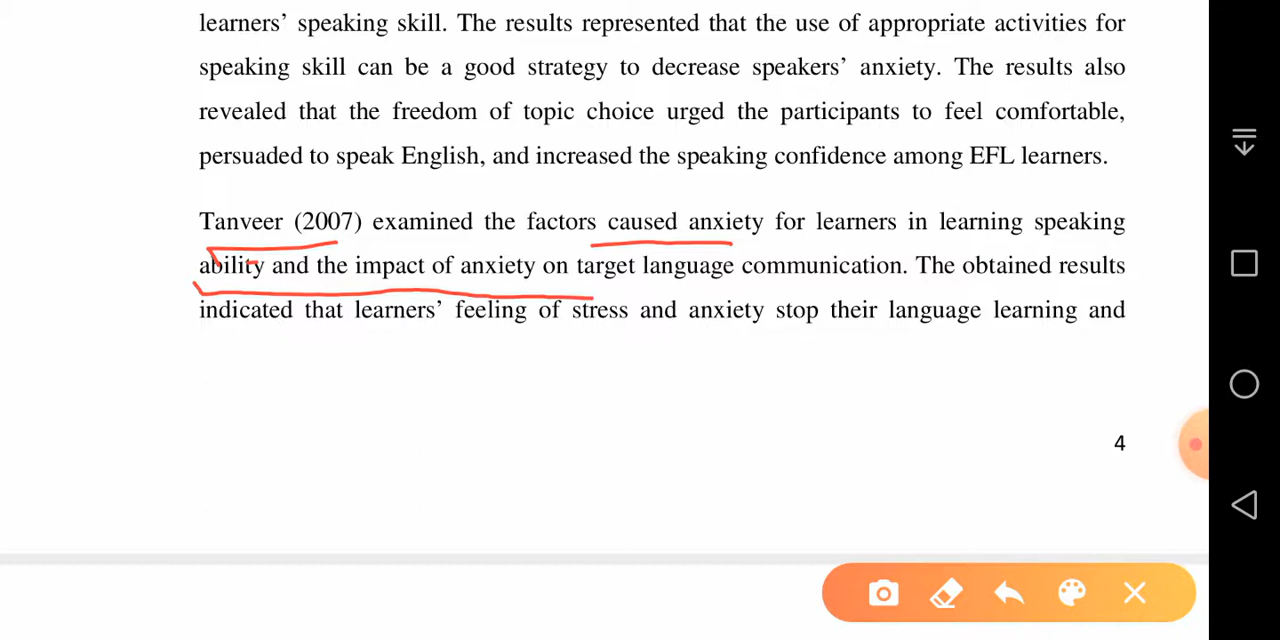 learners’ speaking skill. The results represented that the use of appropriate activities for
speaking skill can be a good strategy to decrease speakers’ anxiety. The results also
revealed that the freedom of topic choice urged the participants to feel comfortable,
persuaded to speak English, and increased the speaking confidence among EFL learners.
Tanveer (2007) examined the factors caused anxiety for learners in learning speaking
ability and the impact of anxiety on target language communication. The obtained results
indicated that learners’ feeling of stress and anxiety stop their language learning and
4